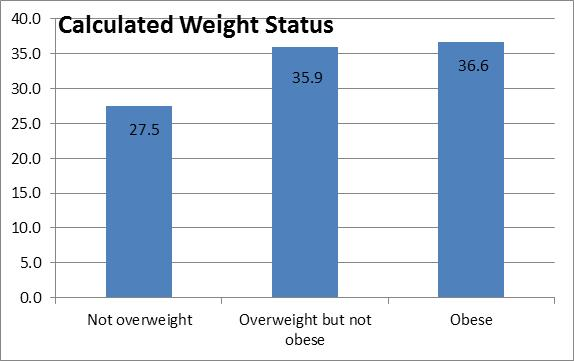 Calculated Weight Status
40.0
35.0
30.0
25.0
20.0
15.0
10.0
5.0
0.0
27.5
35.9
36.6
Not overweight
Overweight but not
obese
Obese